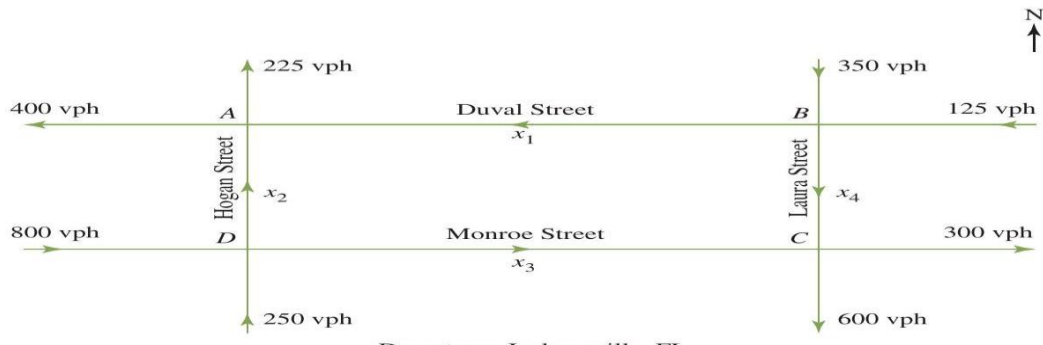 N
225 vph
350 vph
400 vph
A
Duval Street
B
125 vph
x1
Hogan Street
x2
Laura Street
x4
800 vph
D
Monroe Street
C
300 vph
x3
250 vph
600 vph